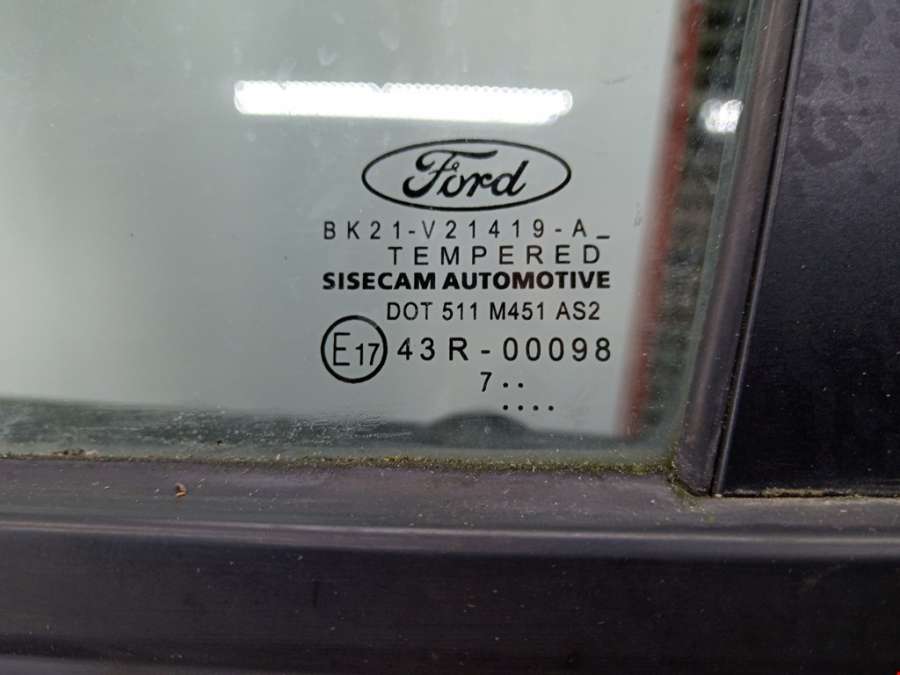 Ford
BK21-V21419-A_
TEMPERED
SISECAM AUTOMOTIVE
DOT 511 M451 AS2
E17 43R-00098
7..
....